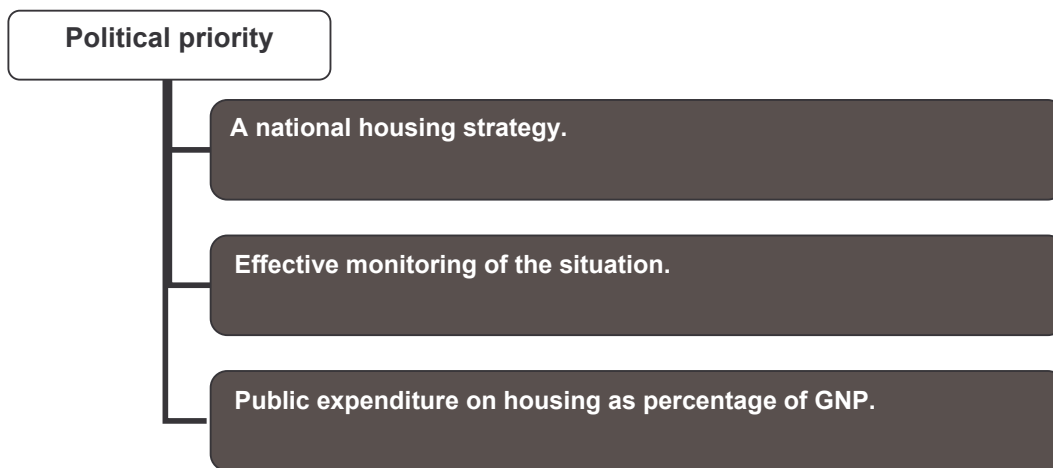 Political priority
A national housing strategy.
Effective monitoring of the situation.
Public expenditure on housing as percentage of GNP.